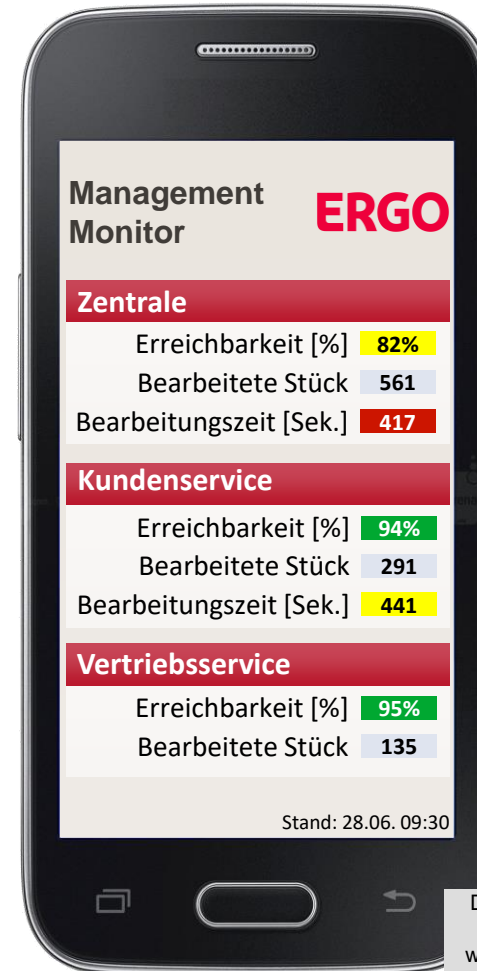 Management
Monitor
ERGO
Zentrale
Erreichbarkeit [%] 82%
Bearbeitete Stück 561
Bearbeitungszeit [Sek.] 417
Kundenservice
Erreichbarkeit [%] 94%
Bearbeitete Stück 291
Bearbeitungszeit [Sek.] 441
Vertriebsservice
Erreichbarkeit [%] 95%
Bearbeitete Stück 135
Stand: 28.06. 09:30